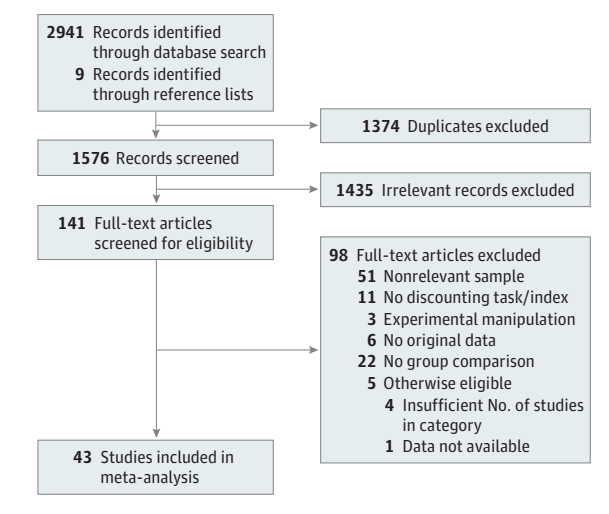 2941 Records identified
through database search
9 Records identified
through reference lists
1374 Duplicates excluded
1576 Records screened
1435 Irrelevant records excluded
141 Full-text articles
screened for eligibility
98 Full-text articles excluded
51 Nonrelevant sample
11 No discounting task/index
3 Experimental manipulation
6 No original data
22 No group comparison
5 Otherwise eligible
4 Insufficient No. of studies
in category
1 Data not available
43 Studies included in
meta-analysis